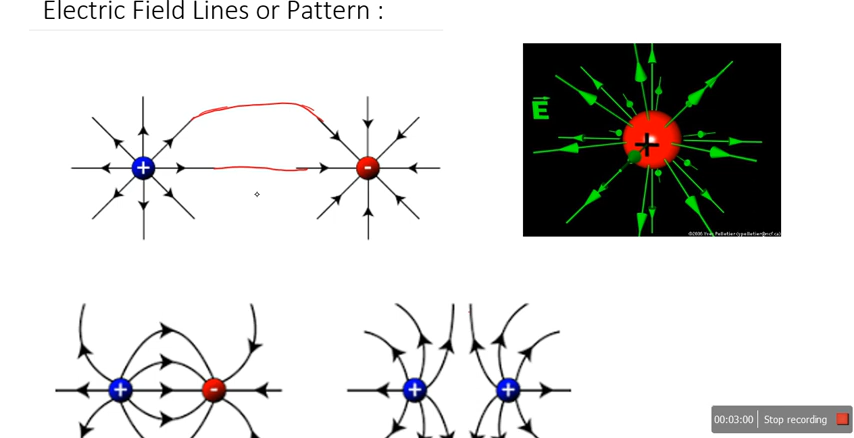 Electric Field Lines or Pattern :
+
-
E
+
+
-
+
+
00:03:00 Stop recording